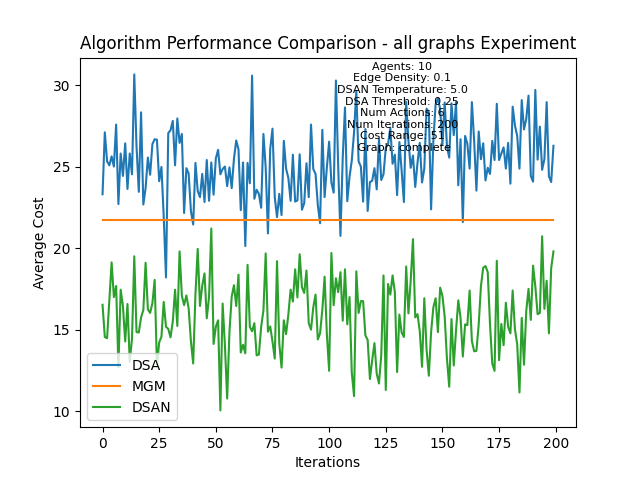 Algorithm Performance Comparison - all graphs Experiment
Agents: 10
Edge Density: 0.1
DSAN Temperature: 5.0
DSA Threshold: 0.25
Num Actions: 6
Num Iterations: 200
Cost Range: 51
Graph: complete
Average Cost
30
25
20
15
10
DSA
MGM
DSAN
0
25
50
75
100
125
150
175
200
Iterations